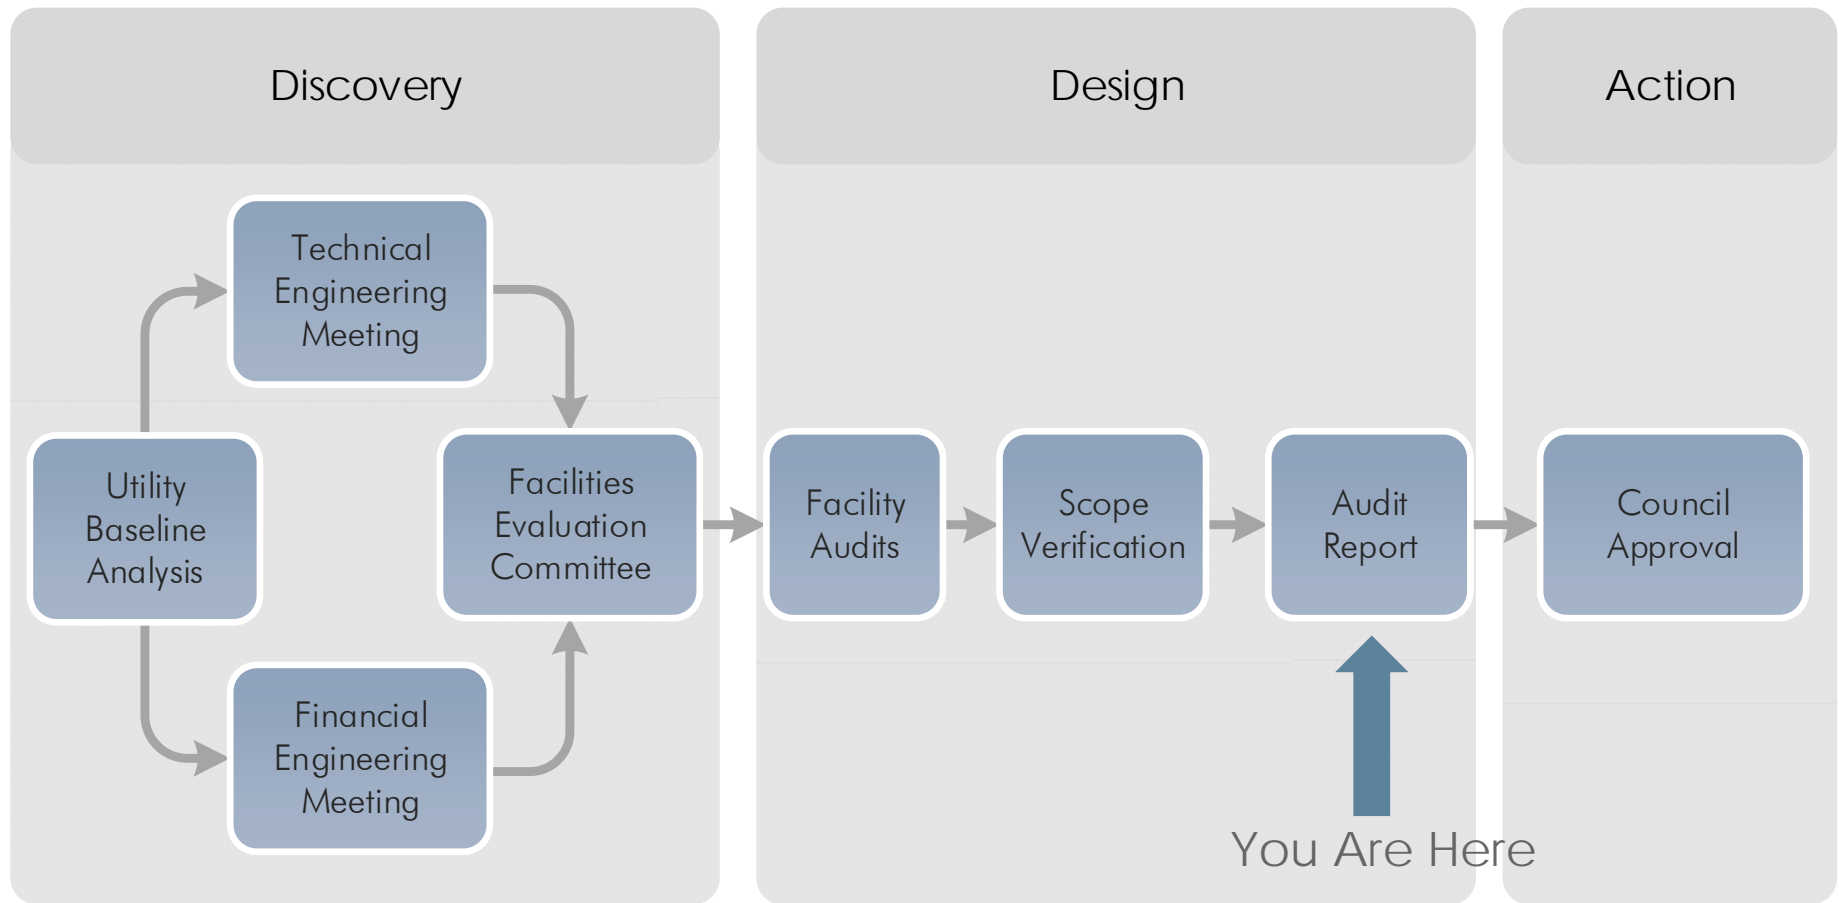 Discovery
Design
Action
Technical
Engineering
Meeting
Utility
Baseline
Analysis
Facilities
Evaluation
Committee
Financial
Engineering
Meeting
Facility
Audits
Scope
Verification
Audit
Report
Council
Approval
You Are Here